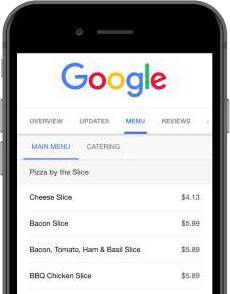 Google
OVERVIEW UPDATES MENU REVIEWS
MAIN MENU CATERING
Pizza by the Slice
Cheese Slice $4.13
Bacon Slice $5.89
Bacon, Tomato, Ham & Basil Slice $5.89
BBQ Chicken Slice $5.89